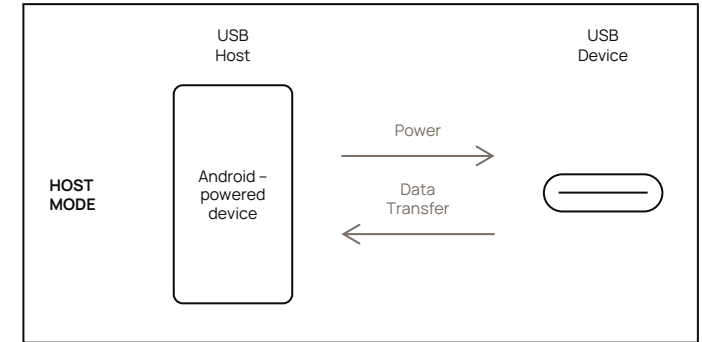 USB
Host
USB
Device
Power
HOST
MODE
Android –
powered
device
Data
Transfer